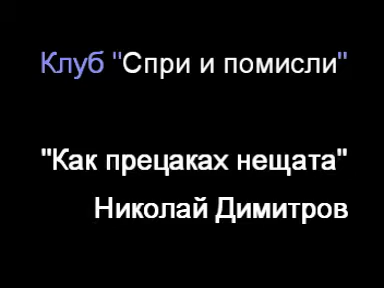 Клуб "Спри и помисли"
"Как прецаках нещата"
Николай Димитров